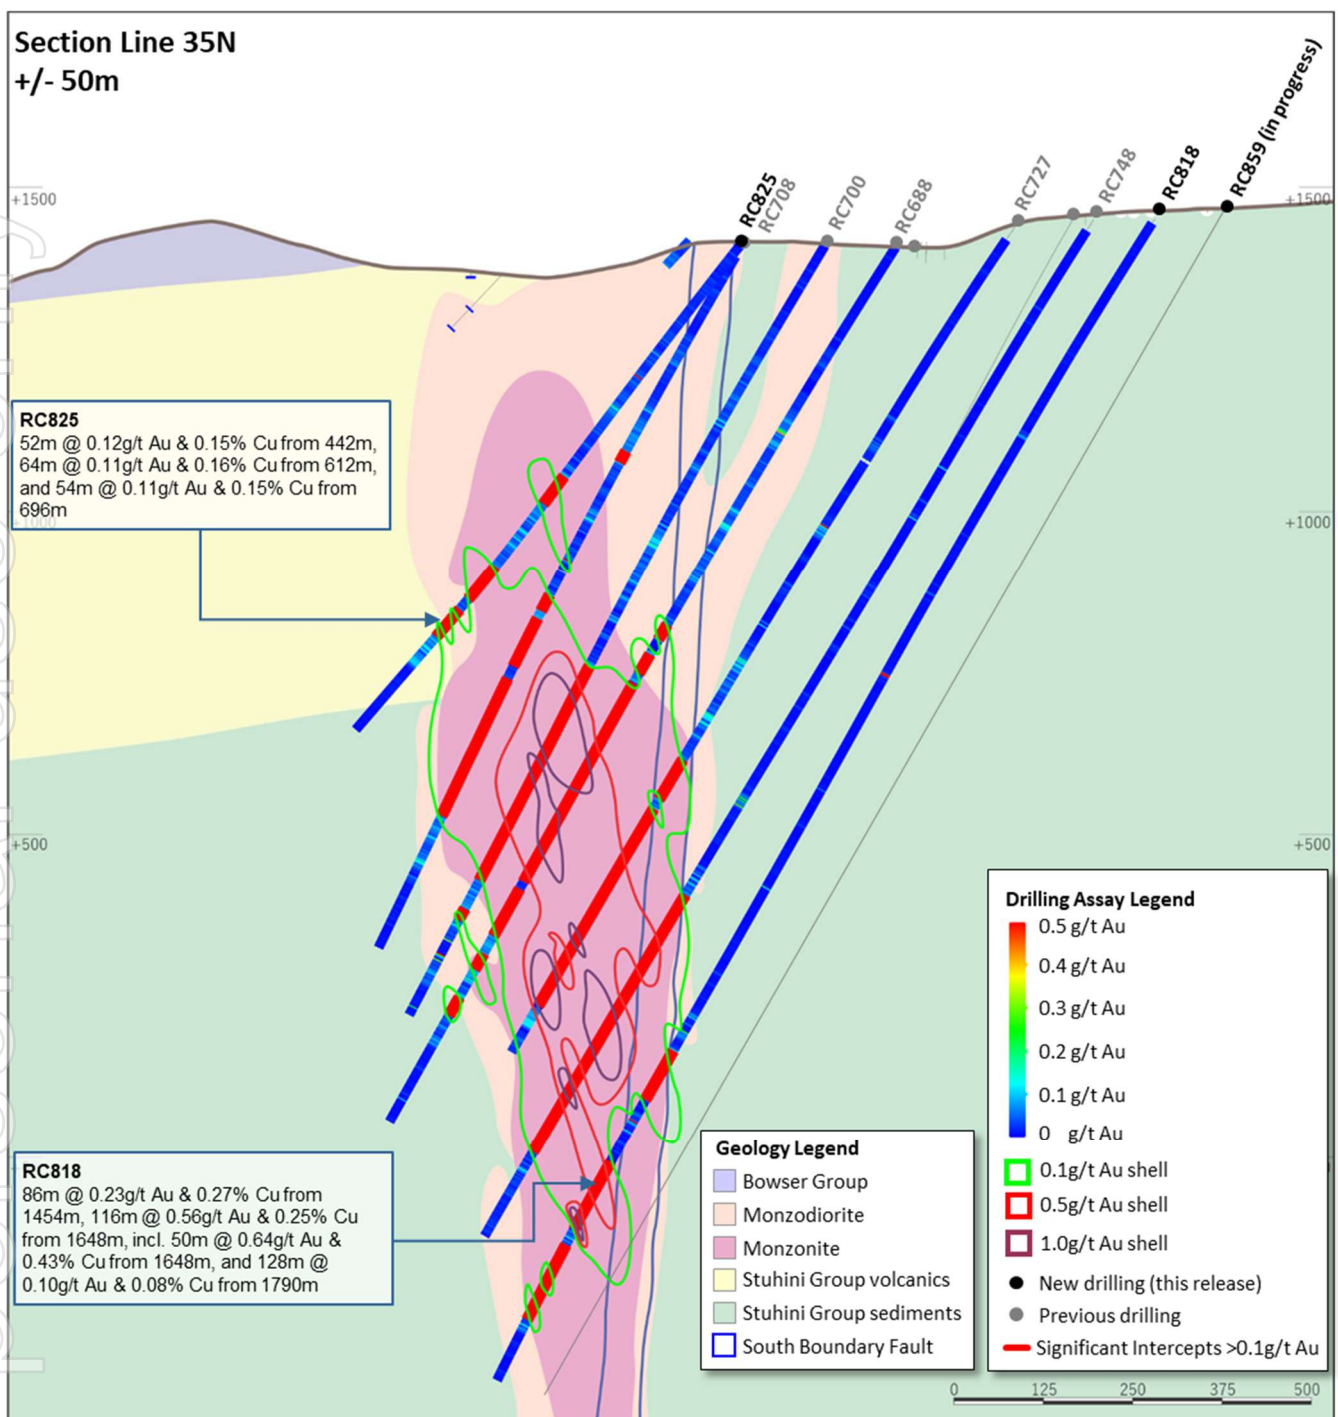 Section Line 35N
+/- 50m
RC859 (in progress)
RC818
RC748
RC727
RC688
RC700
RC708
RC825
+1500
+1500
RC825
52m @ 0.12g/t Au & 0.15% Cu from 442m,
64m @ 0.11g/t Au & 0.16% Cu from 612m,
and 54m @ 0.11g/t Au & 0.15% Cu from
696m
+1000
+1000
+500
+500
RC818
86m @ 0.23g/t Au & 0.27% Cu from
1454m, 116m @ 0.56g/t Au & 0.25% Cu
from 1648m, incl. 50m @ 0.64g/t Au &
0.43% Cu from 1648m, and 128m @
0.10g/t Au & 0.08% Cu from 1790m
Geology Legend
Bowser Group
Monzodiorite
Monzonite
Stuhini Group volcanics
Stuhini Group sediments
South Boundary Fault
Drilling Assay Legend
0.5 g/t Au
0.4 g/t Au
0.3 g/t Au
0.2 g/t Au
0.1 g/t Au
0 g/t Au
0.1g/t Au shell
0.5g/t Au shell
1.0g/t Au shell
New drilling (this release)
Previous drilling
Significant Intercepts >0.1g/t Au
0 125 250 375 500